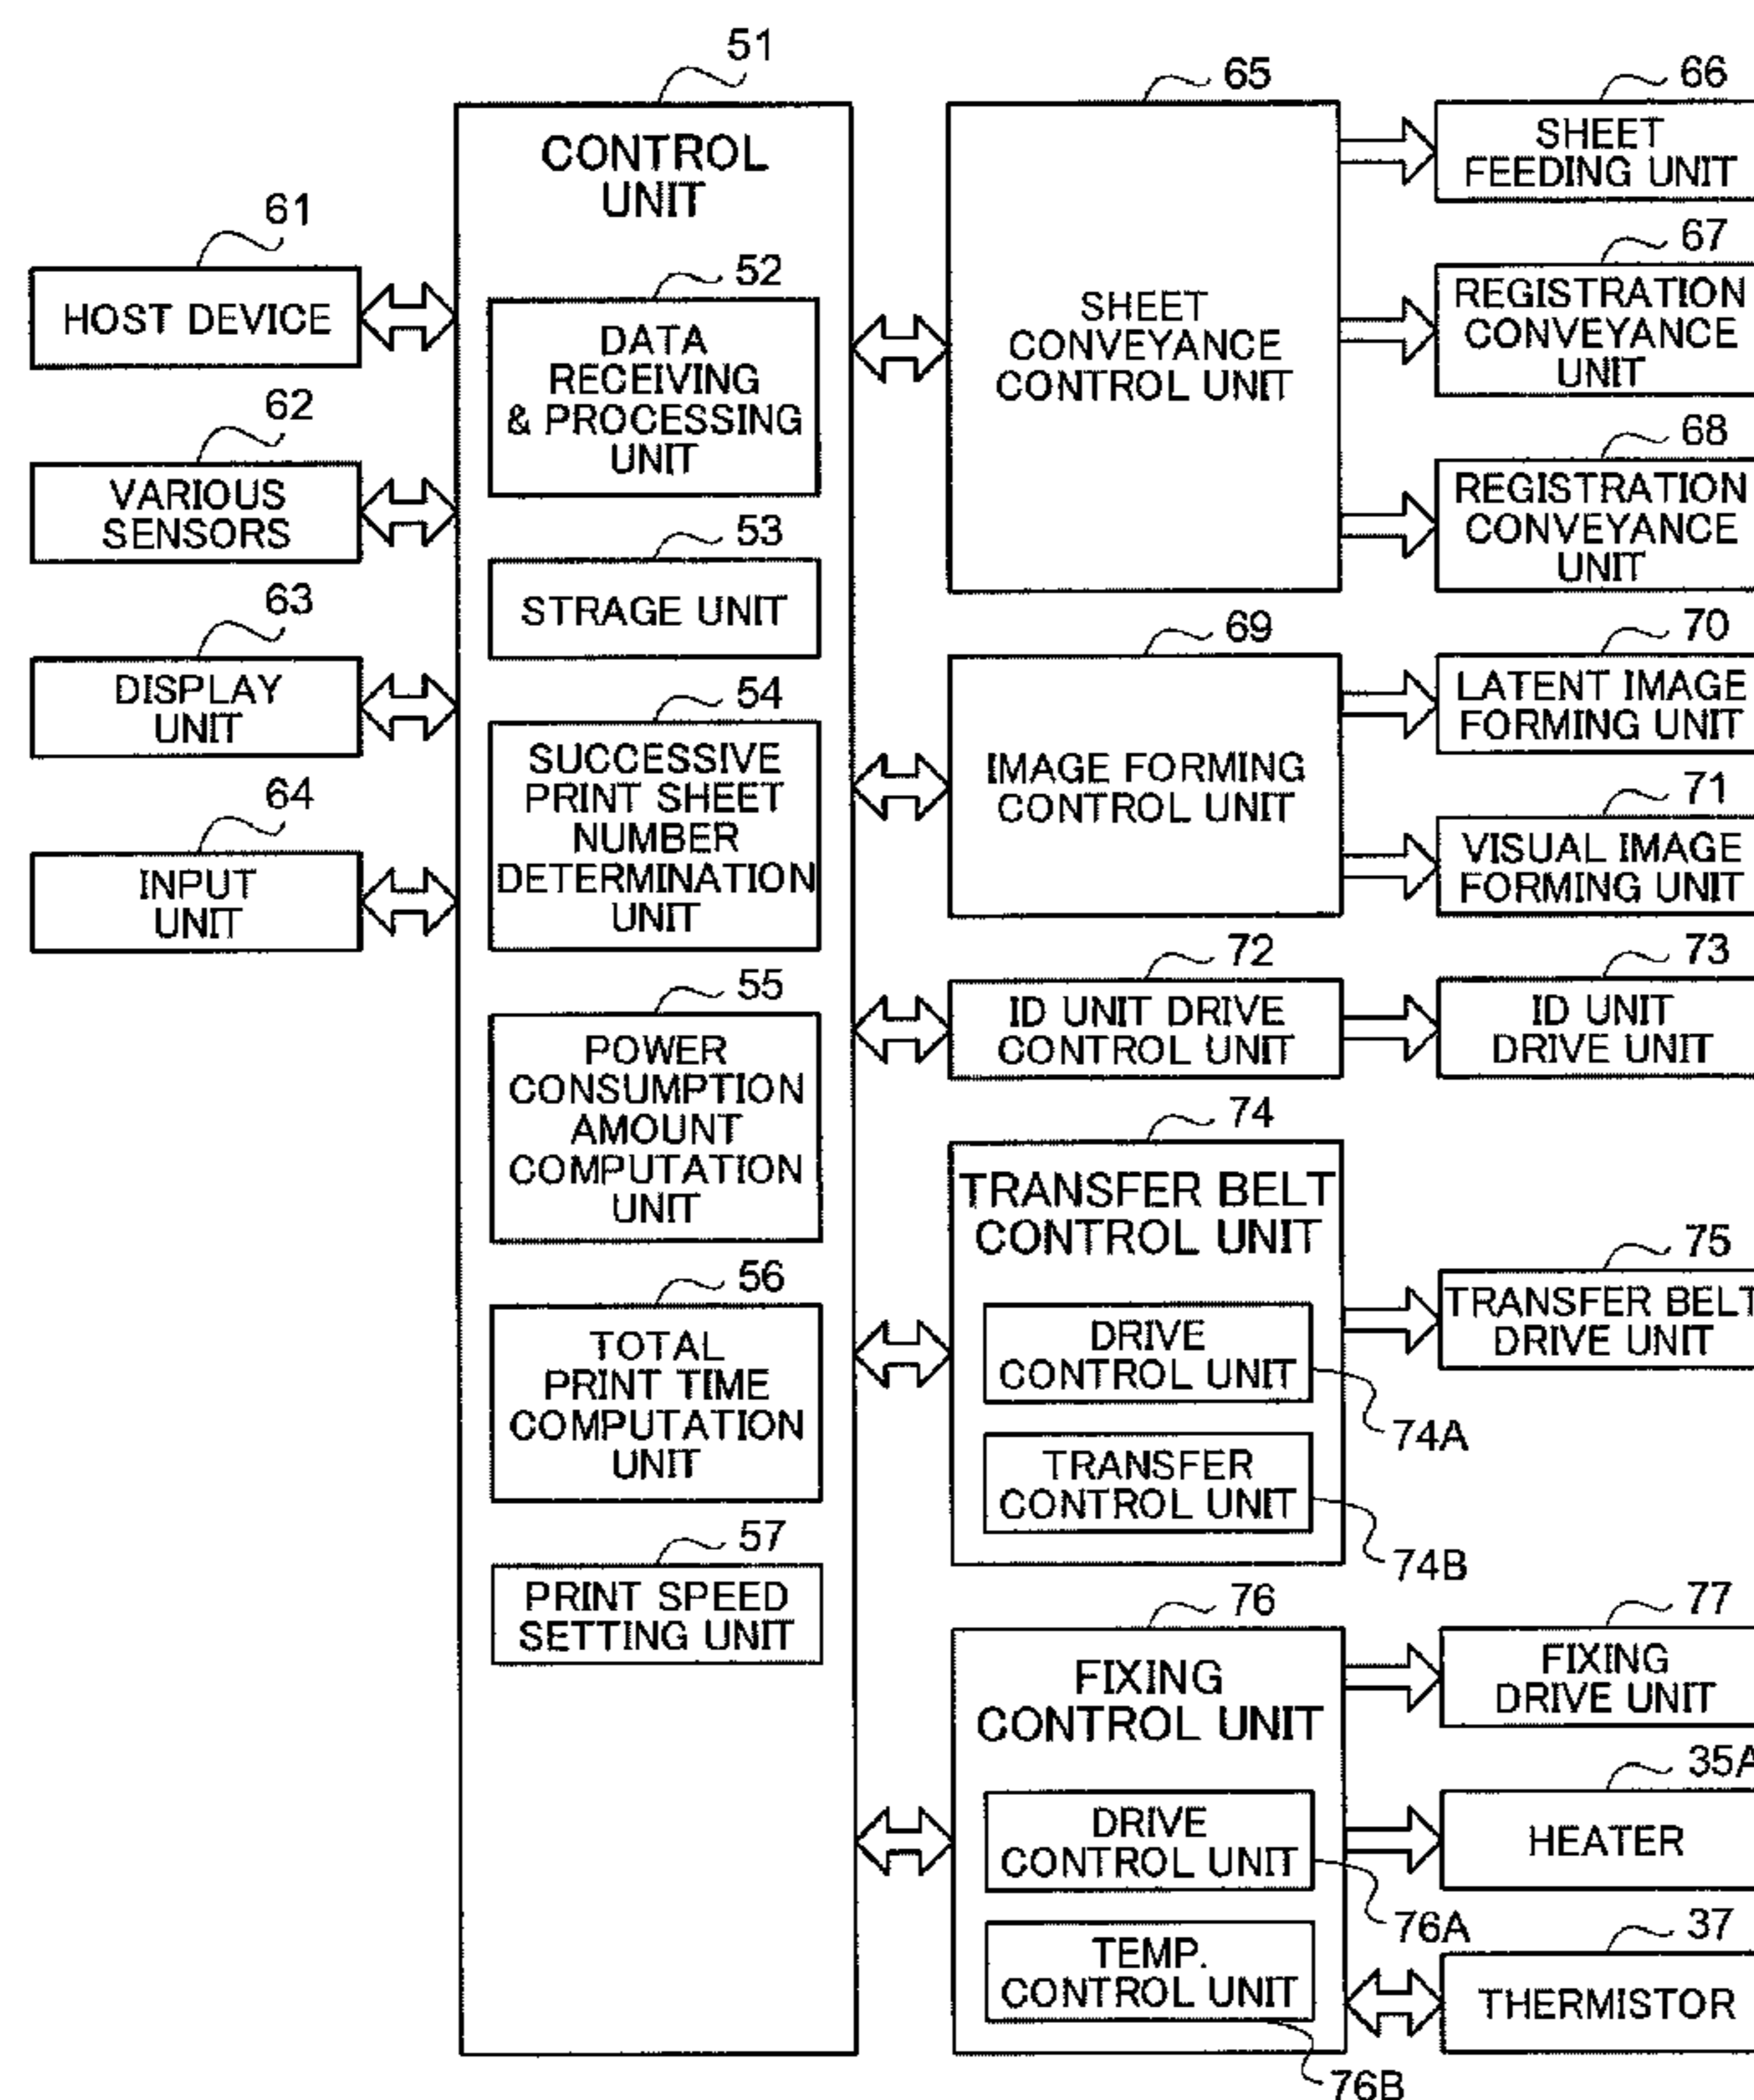 51
CONTROL
UNIT
61
HOST DEVICE
62
VARIOUS
SENSORS
63
DISPLAY
UNIT
64
INPUT
UNIT
52
DATA
RECEIVING
& PROCESSING
UNIT
53
STRAGE UNIT
54
SUCCESSIVE
PRINT SHEET
NUMBER
DETERMINATION
UNIT
55
POWER
CONSUMPTION
AMOUNT
COMPUTATION
UNIT
56
TOTAL
PRINT TIME
COMPUTATION
UNIT
57
PRINT SPEED
SETTING UNIT
65
SHEET
CONVEYANCE
CONTROL UNIT
66
SHEET
FEEDING UNIT
67
REGISTRATION
CONVEYANCE
UNIT
68
REGISTRATION
CONVEYANCE
UNIT
69
IMAGE FORMING
CONTROL UNIT
70
LATENT IMAGE
FORMING UNIT
71
VISUAL IMAGE
FORMING UNIT
72
ID UNIT DRIVE
CONTROL UNIT
73
ID UNIT
DRIVE UNIT
74
TRANSFER BELT
CONTROL UNIT
DRIVE
CONTROL UNIT
74A
TRANSFER
CONTROL UNIT
74B
75
TRANSFER BELT
DRIVE UNIT
76
FIXING
CONTROL UNIT
DRIVE
CONTROL UNIT
76A
TEMP.
CONTROL UNIT
76B
77
FIXING
DRIVE UNIT
35A
HEATER
37
THERMISTOR